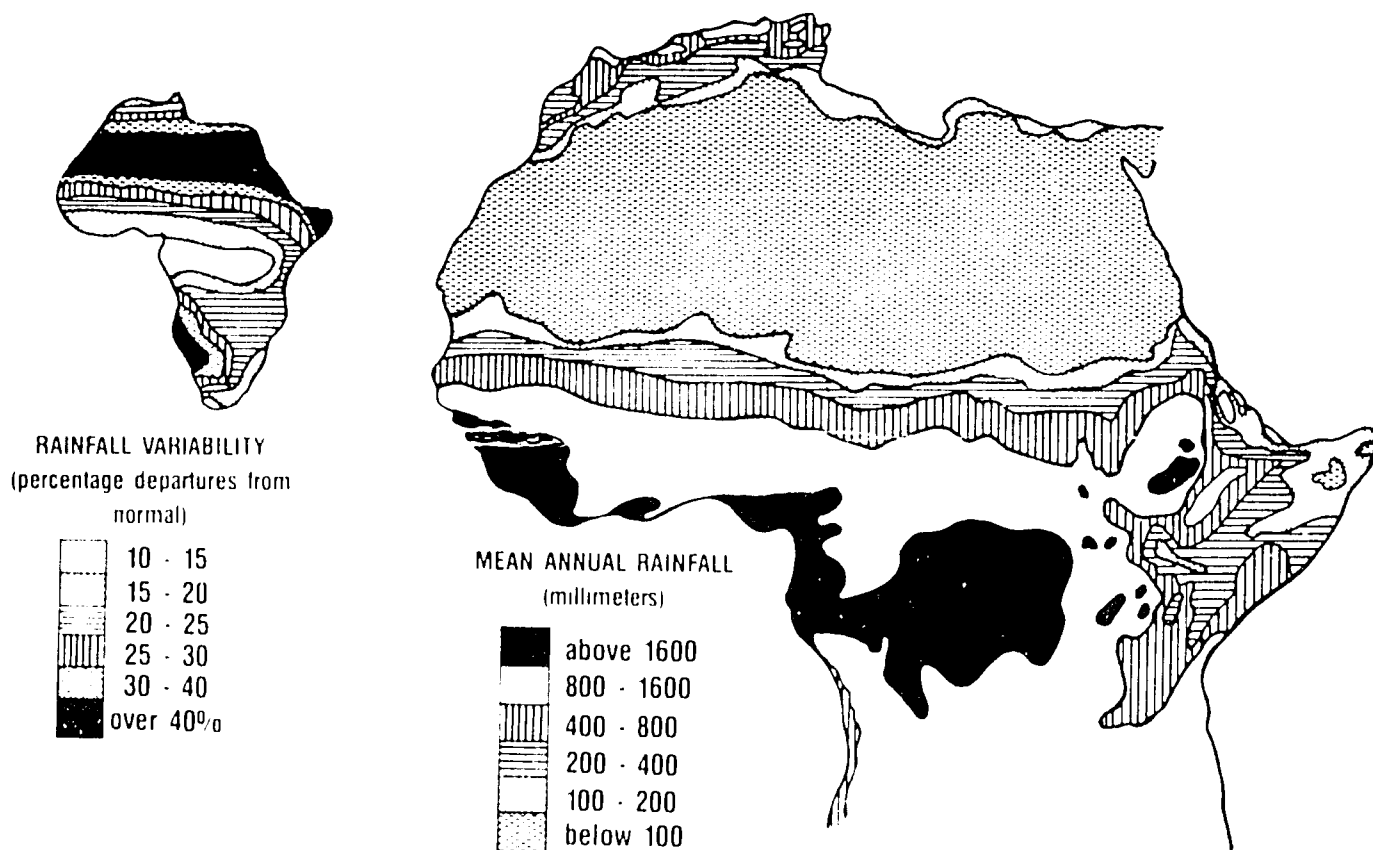 RAINFALL VARIABILITY
(percentage departures from
normal)
10 - 15
15 - 20
20 - 25
25 - 30
30 - 40
over 40%
MEAN ANNUAL RAINFALL
(millimeters)
above 1600
800 - 1600
400 - 800
200 - 400
100 - 200
below 100